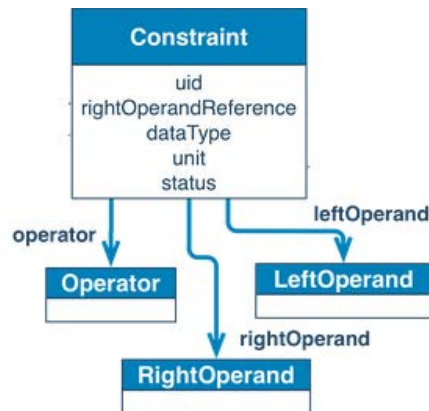 Constraint
uid
rightOperandReference
dataType
unit
status
leftOperand
operator
Operator
LeftOperand
rightOperand
RightOperand